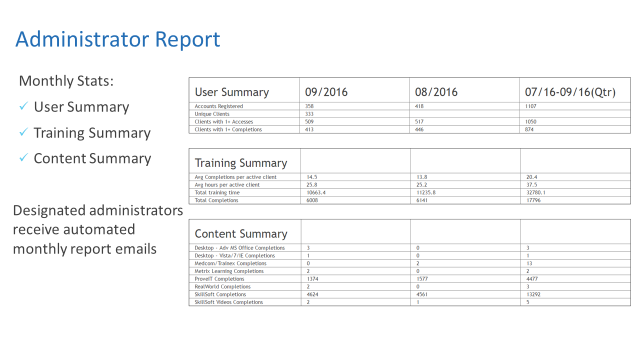 Administrator Report
Monthly Stats:
✓ User Summary
✓ Training Summary
✓ Content Summary
Designated administrators
receive automated
monthly report emails
User Summary 09/2016 08/2016 07/16-09/16(Qtr)
Accounts Registered 358 418 1107
Unique Clients 333
Clients with 1+ Accesses 509 517 1050
Clients with 1+ Completions 413 446 874
Training Summary
Avg Completions per active client 14.5 13.8 20.4
Avg hours per active client 25.8 25.2 37.5
Total training time 10663.4 11235.8 32780.1
Total Completions 6008 6141 17796
Content Summary
Desktop - Adv MS Office Completions 3 0 3
Desktop - Vista/7/IE Completions 1 0 1
Medcom/Trainex Completions 0 2 13
Metrix Learning Completions 2 0 2
ProveIT Completions 1374 1577 4477
RealWorld Completions 2 0 3
SkillSoft Completions 4624 4561 13292
SkillSoft Videos Completions 2 1 5